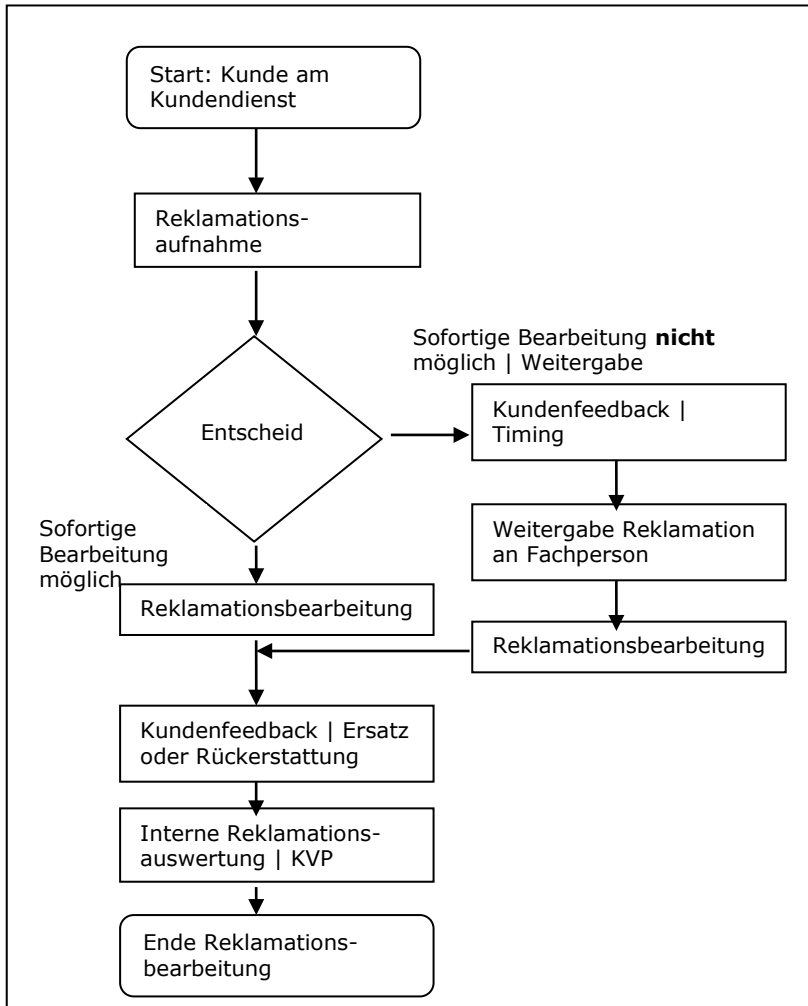 Start: Kunde am
Kundendienst
Reklamations-
aufnahme
Entscheid
Sofortige Bearbeitung nicht
möglich | Weitergabe
Kundenfeedback |
Timing
Weitergabe Reklamation
an Fachperson
Reklamationsbearbeitung
Sofortige
Bearbeitung
möglich
Reklamationsbearbeitung
Kundenfeedback | Ersatz
oder Rückerstattung
Interne Reklamations-
auswertung | KVP
Ende Reklamations-
bearbeitung